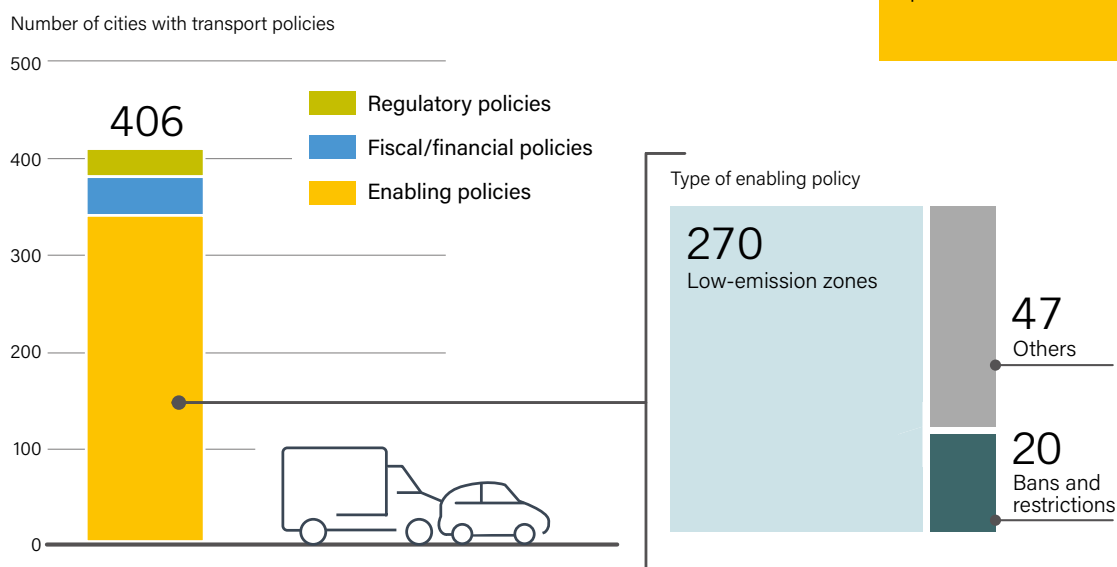 Number of cities with transport policies
500
406
400
300
200
100
0
Regulatory policies
Fiscal/financial policies
Enabling policies
Type of enabling policy
270
Low-emission zones
47
Others
20
Bans and
restrictions